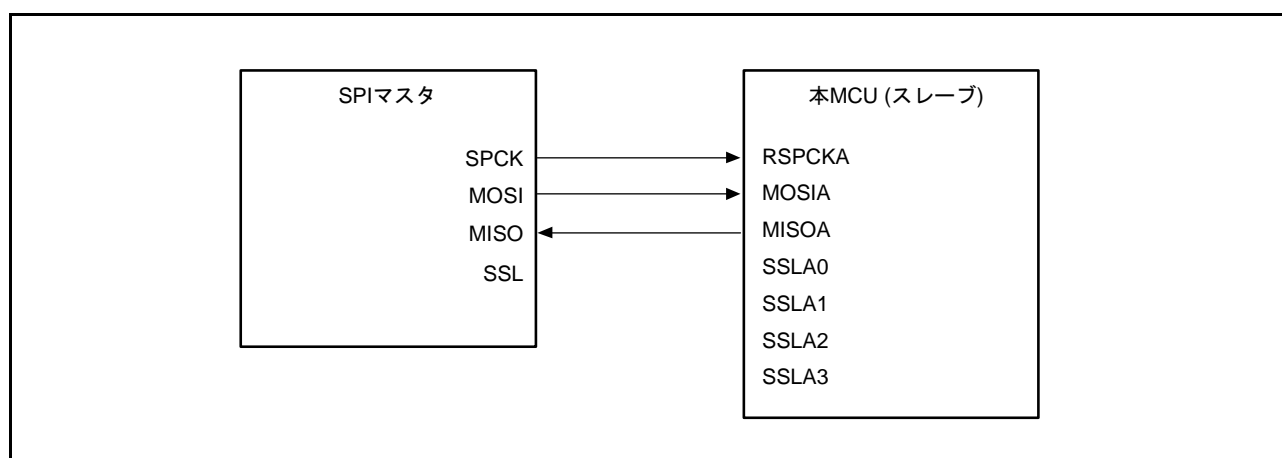 SPIマスタ
SPCK
MOSI
MISO
SSL
本MCU (スレーブ)
RSPCKA
MOSIA
MISOA
SSLA0
SSLA1
SSLA2
SSLA3